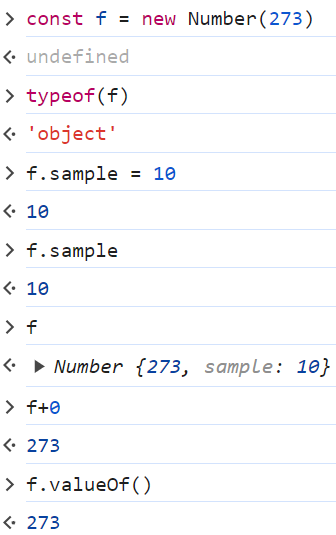 > const f = new Number(273)
<· undefined
> typeof(f)
<· 'object'
> f.sample = 10
<· 10
> f.sample
<· 10
> f
<· ▶ Number {273, sample: 10}
> f+0
<· 273
> f.valueOf()
<· 273